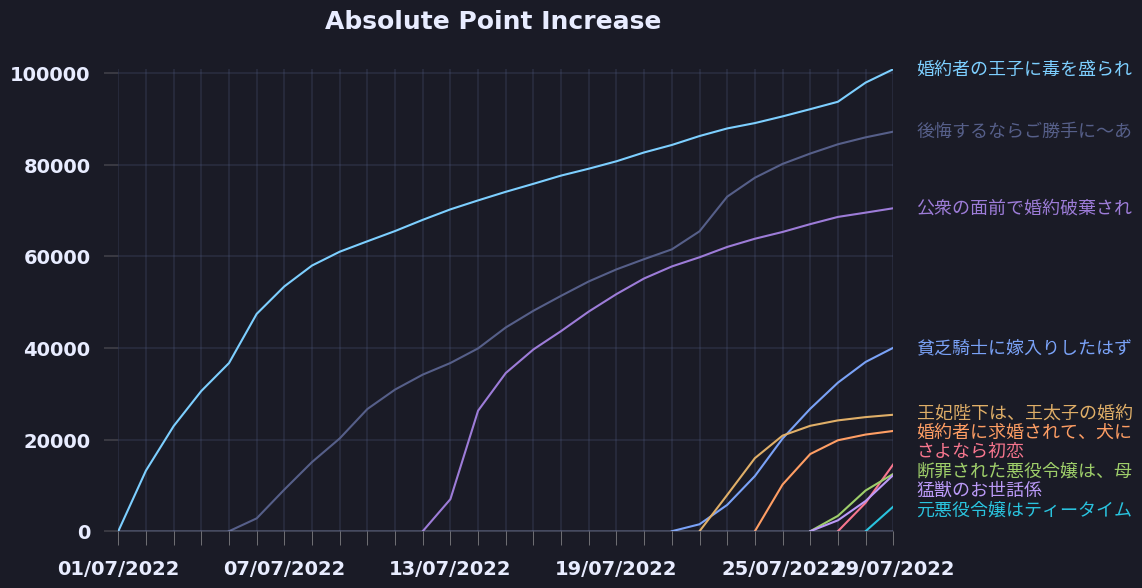 Absolute Point Increase
100000
80000
60000
40000
20000
0
01/07/2022 07/07/2022 13/07/2022 19/07/2022 25/07/2022 29/07/2022
婚約者の王子に毒を盛られ
後悔するならご勝手に〜あ
公衆の面前で婚約破棄され
貧乏騎士に嫁入りしたはず
王妃陛下は、王太子の婚約
婚約者に求婚されて、犬に
さよなら初恋
断罪された悪役令嬢は、母
猛獣のお世話係
元悪役令嬢はティータイム